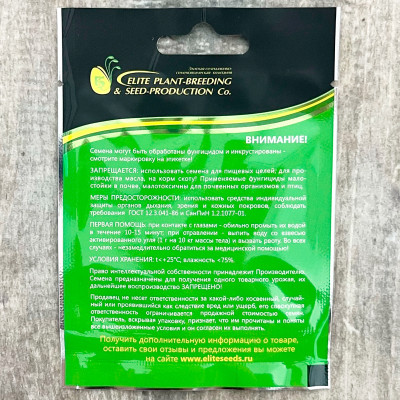 Элитная селекционно-
семеноводческая компания
ELITE PLANT-BREEDING
& SEED-PRODUCTION Co.
ВНИМАНИЕ!
Семена могут быть обработаны фунгицидом и инкрустированы -
смотрите маркировку на этикетке!
ЗАПРЕЩАЕТСЯ: использовать семена для пищевых целей; для про-
изводства масла, на корм скоту! Применяемые фунгициды мало-
стойки в почве, малотоксичны для почвенных организмов и птиц.
МЕРЫ ПРЕДОСТОРОЖНОСТИ: использовать средства индивидуальной
защиты органов дыхания, зрения и кожных покровов, соблюдать
требования ГОСТ 12.3.041-86 и СанПиН 1.2.1077-01.
ПЕРВАЯ ПОМОЩЬ: при контакте с глазами - обильно промыть их водой
в течение 10-15 минут; при отравлении - выпить воду со взвесью
активированного угля (1 г на 10 кг массы тела) и вызвать рвоту. Во всех
случаях - незамедлительно обратиться за медицинской помощью!
УСЛОВИЯ ХРАНЕНИЯ: t<+25°С; влажность <75%.
Право интеллектуальной собственности принадлежит Производителю.
Семена предназначены для получения одного товарного урожая, их
дальнейшее воспроизводство ЗАПРЕЩЕНО!
Продавец не несет ответственности за какой-либо косвенный, случай-
ный или проявившийся как следствие вред или ущерб, его совокупная
ответственность ограничивается продажной стоимостью семян.
Покупатель, вскрывая упаковку, признает, что им прочитаны и поняты
все вышеизложенные условия и он согласен их выполнять.
Получить дополнительную информацию о товаре,
оставить свои отзывы и предложения вы можете
на сайте www.eliteseeds.ru